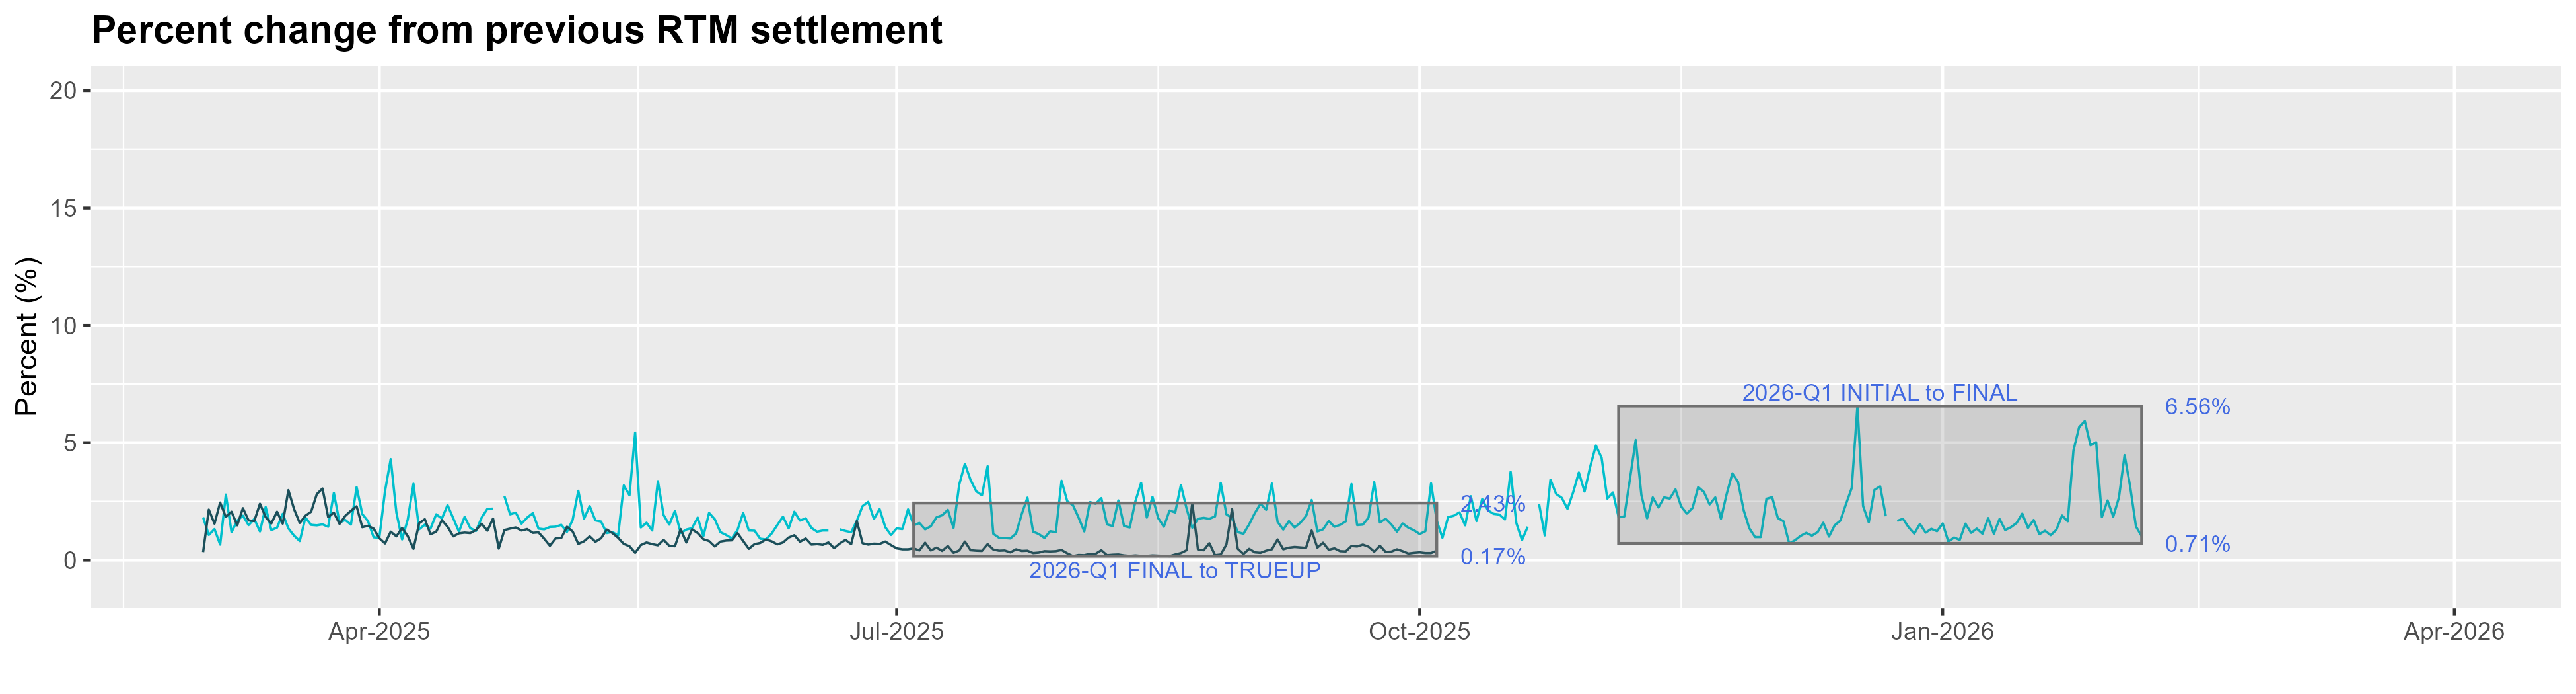 Percent change from previous RTM settlement
Percent (%)
20
15
10
5
0
2026-Q1 INITIAL to FINAL
6.56%
0.71%
2.43%
0.17%
2026-Q1 FINAL to TRUEUP
Apr-2025
Jul-2025
Oct-2025
Jan-2026
Apr-2026